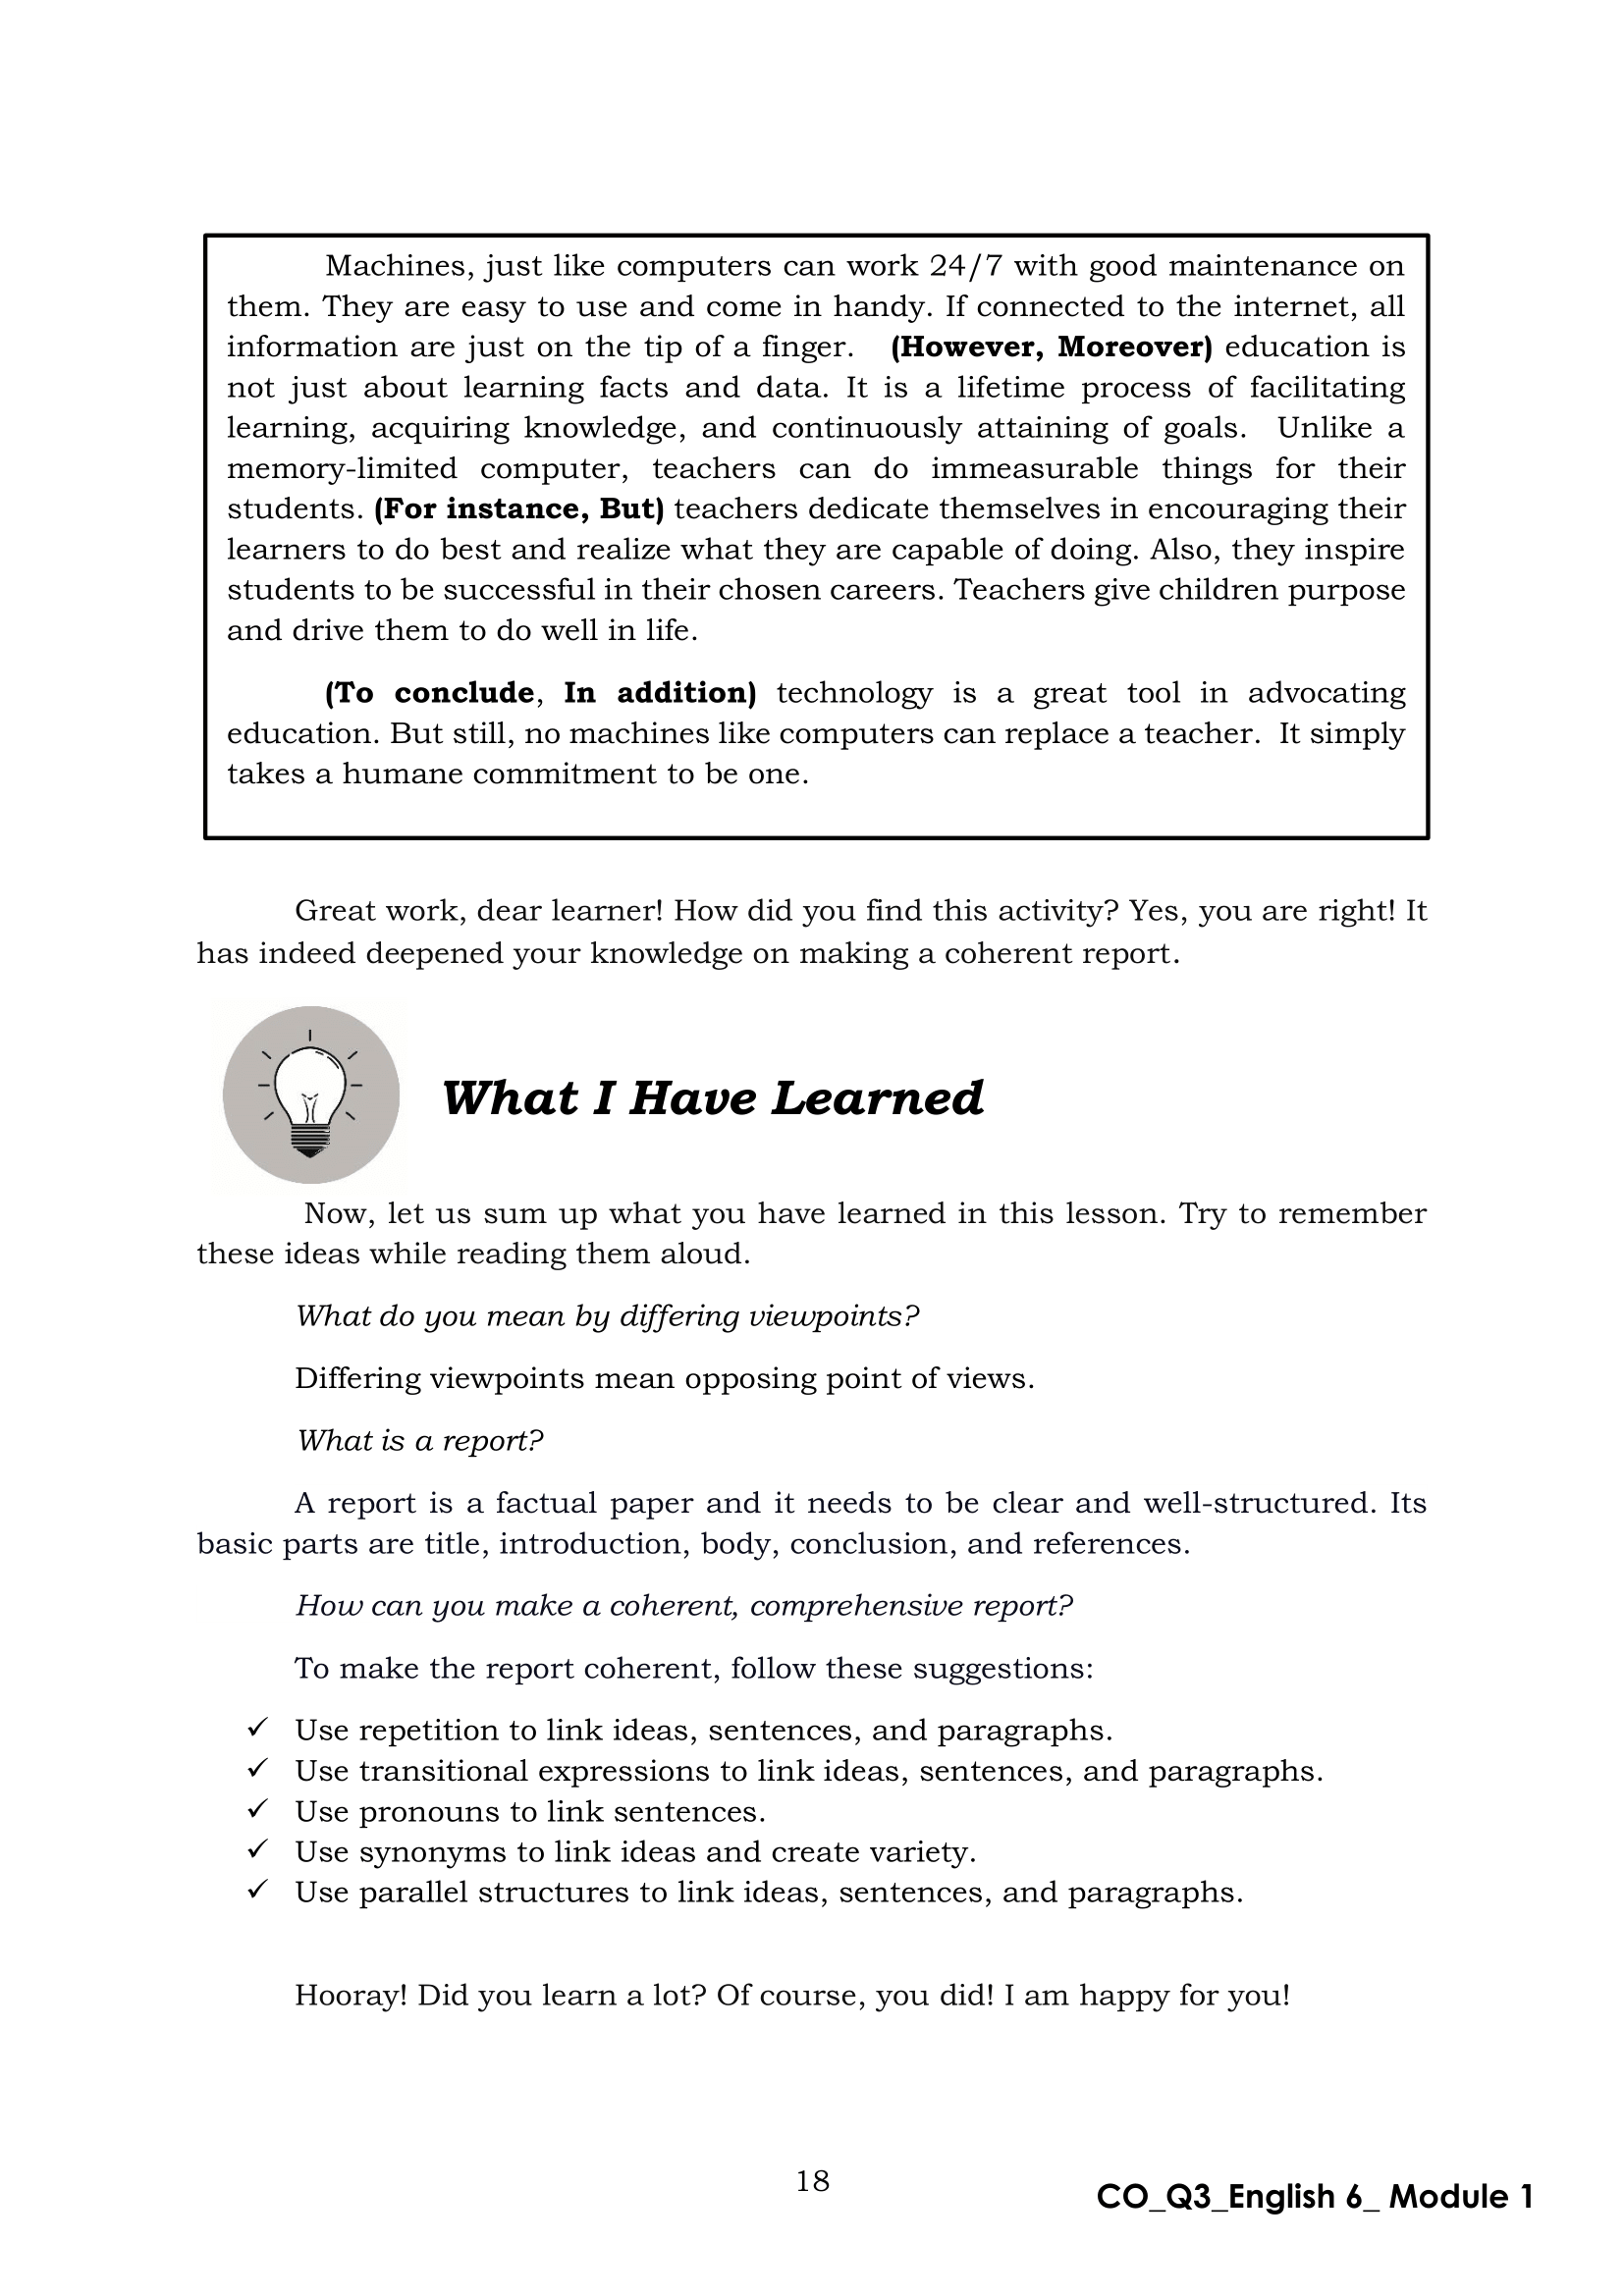 Machines, just like computers can work 24/7 with good maintenance on
them. They are easy to use and come in handy. If connected to the internet, all
information are just on the tip of a finger. (However, Moreover) education is
not just about learning facts and data. It is a lifetime process of facilitating
learning, acquiring knowledge, and continuously attaining of goals. Unlike a
memory-limited computer, teachers can do immeasurable things for their
students. (For instance, But) teachers dedicate themselves in encouraging their
learners to do best and realize what they are capable of doing. Also, they inspire
students to be successful in their chosen careers. Teachers give children purpose
and drive them to do well in life.
(To conclude, In addition) technology is a great tool in advocating
education. But still, no machines like computers can replace a teacher. It simply
takes a humane commitment to be one.
Great work, dear learner! How did you find this activity? Yes, you are right! It
has indeed deepened your knowledge on making a coherent report.
What I Have Learned
Now, let us sum up what you have learned in this lesson. Try to remember
these ideas while reading them aloud.
What do you mean by differing viewpoints?
Differing viewpoints mean opposing point of views.
What is a report?
A report is a factual paper and it needs to be clear and well-structured. Its
basic parts are title, introduction, body, conclusion, and references.
How can you make a coherent, comprehensive report?
To make the report coherent, follow these suggestions:
✓ Use repetition to link ideas, sentences, and paragraphs.
✓ Use transitional expressions to link ideas, sentences, and paragraphs.
✓ Use pronouns to link sentences.
✓ Use synonyms to link ideas and create variety.
✓ Use parallel structures to link ideas, sentences, and paragraphs.
Hooray! Did you learn a lot? Of course, you did! I am happy for you!
18
CO_Q3_English 6_ Module 1